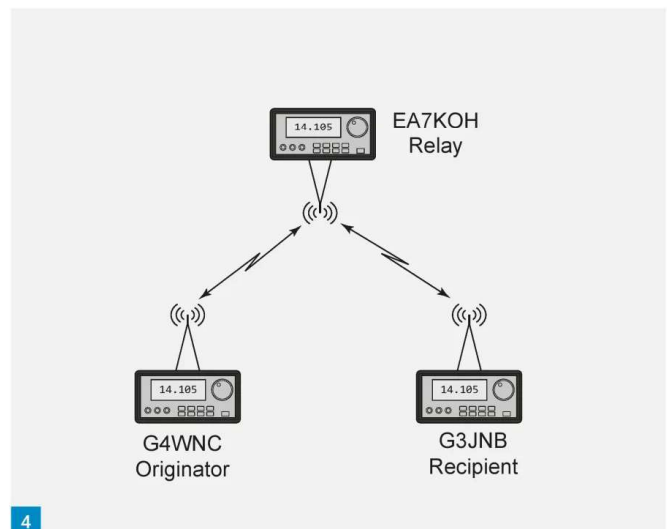 14.105
EA7KOH
Relay
14.105
G4WNC
Originator
14.105
G3JNB
Recipient
4